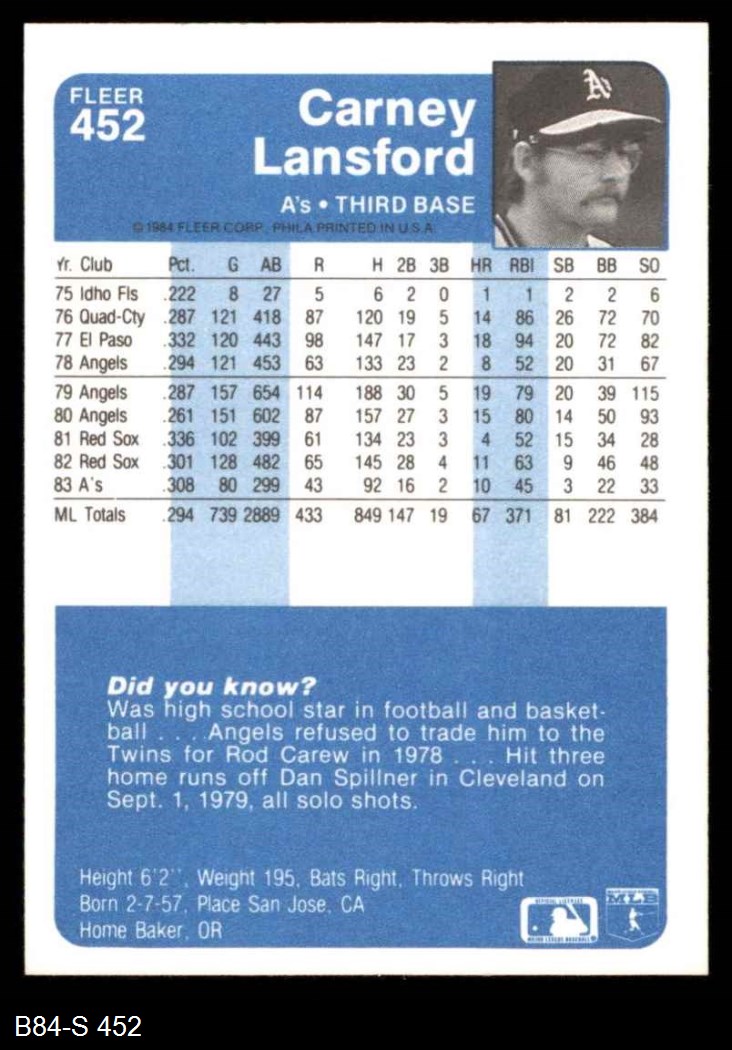 FLEER
452
Carney
Lansford
A's • THIRD BASE
© 1984 FLEER CORP., PHILA PRINTED IN U.S.A.
Yr. Club Pct. G AB R H 2B 3B HR RBI SB BB SO
75 Idho Fls .222 8 27 5 6 2 0 1 1 2 2 6
76 Quad-Cty .287 121 418 87 120 19 5 14 86 26 72 70
77 El Paso .332 120 443 98 147 17 3 18 94 20 72 82
78 Angels .294 121 453 63 133 23 2 8 52 20 31 67
79 Angels .287 157 654 114 188 30 5 19 79 20 39 115
80 Angels .261 151 602 87 157 27 3 15 80 14 50 93
81 Red Sox .336 102 399 61 134 23 3 4 52 15 34 28
82 Red Sox .301 128 482 65 145 28 4 11 63 9 46 48
83 A's .308 80 299 43 92 16 2 10 45 3 22 33
ML Totals .294 739 2889 433 849 147 19 67 371 81 222 384
Did you know?
Was high school star in football and basket-
ball . . . . Angels refused to trade him to the
Twins for Rod Carew in 1978 . . . Hit three
home runs off Dan Spillner in Cleveland on
Sept. 1, 1979, all solo shots.
Height 6'2'', Weight 195, Bats Right, Throws Right
Born 2-7-57, Place San Jose, CA
Home Baker, OR
OFFICIAL LICENSEE
MAJOR LEAGUE BASEBALL
MLB
B84-S 452